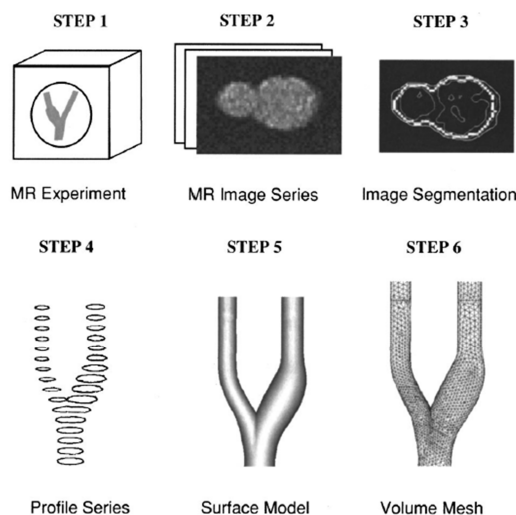 STEP 1
STEP 2
STEP 3
MR Experiment
MR Image Series
Image Segmentation
STEP 4
STEP 5
STEP 6
Profile Series
Surface Model
Volume Mesh